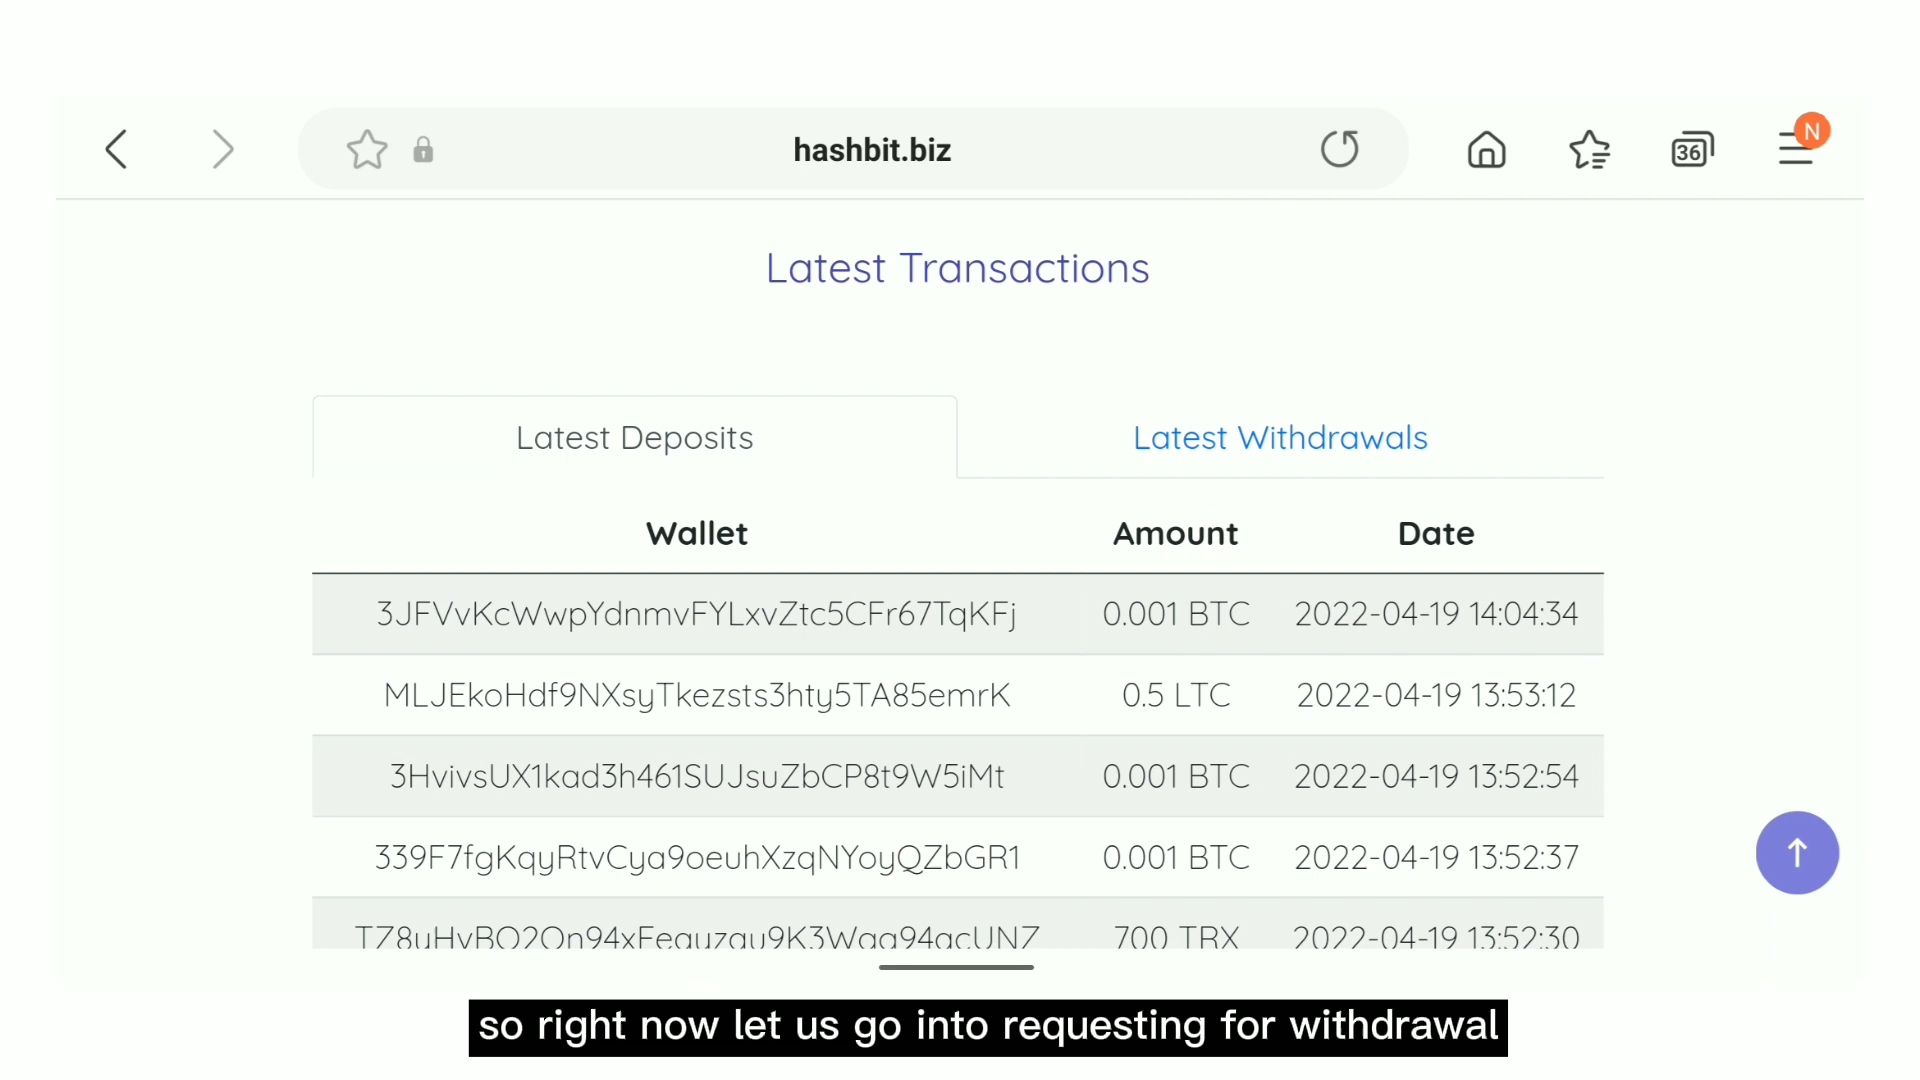 hashbit.biz
36
N
Latest Transactions
Latest Deposits
Latest Withdrawals
Wallet Amount Date
3JFVvKcWwpYdnmvFYLxvZtc5CFr67TqKFj 0.001 BTC 2022-04-19 14:04:34
MLJEkoHdf9NXsyTkezsts3hty5TA85emrK 0.5 LTC 2022-04-19 13:53:12
3HvivsUX1kad3h461SUJsuZbCP8t9W5iMt 0.001 BTC 2022-04-19 13:52:54
339F7fgKqyRtvCya9oeuhXzqNYoyQZbGR1 0.001 BTC 2022-04-19 13:52:37
700 TRX 2022-04-19 13:52:30
so right now let us go into requesting for withdrawal